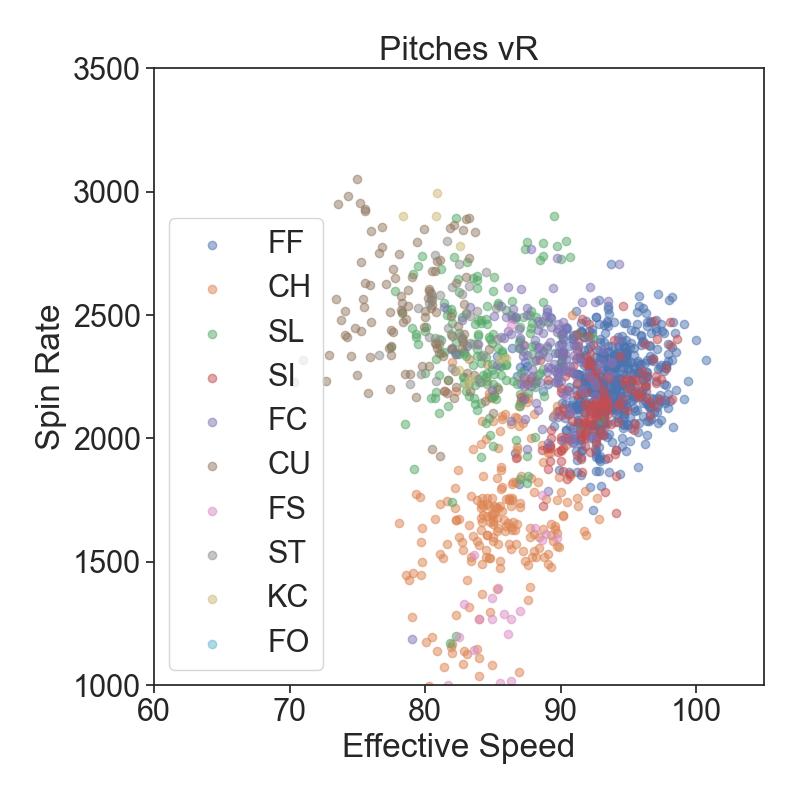 Pitches vR
3500
3000
2500
2000
1500
1000
Spin Rate
FF
CH
SL
SI
FC
CU
FS
ST
KC
FO
60
70
80
90
100
Effective Speed